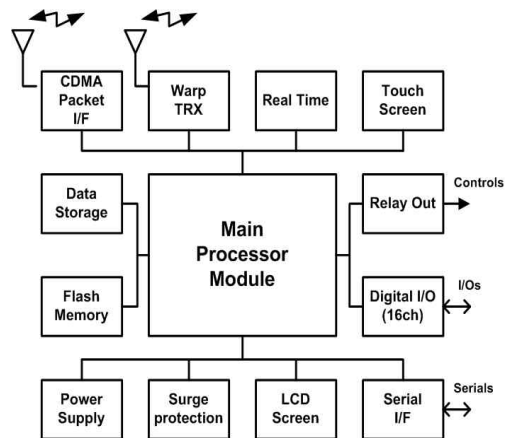 CDMA
Packet
I/F
Warp
TRX
Real Time
Touch
Screen
Data
Storage
Main
Processor
Module
Relay Out
Controls
Flash
Memory
Digital I/O
(16ch)
I/Os
Power
Supply
Surge
protection
LCD
Screen
Serial
I/F
Serials